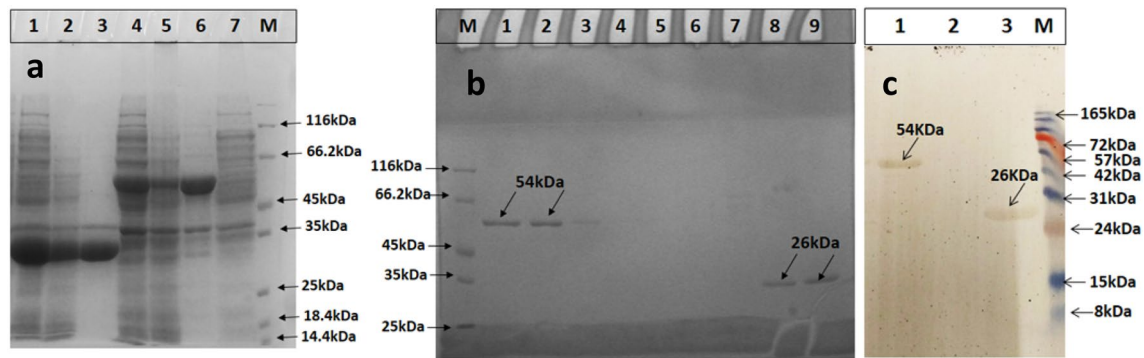 1 2 3 4 5 6 7 M
a
116kDa
66.2kDa
45kDa
35kDa
25kDa
18.4kDa
14.4kDa
M 1 2 3 4 5 6 7 8 9
b
116kDa
66.2kDa
45kDa
35kDa
25kDa
54kDa
26kDa
1 2 3 M
c
54KDa
26KDa
165kDa
72kDa
57kDa
42kDa
31kDa
24kDa
15kDa
8kDa